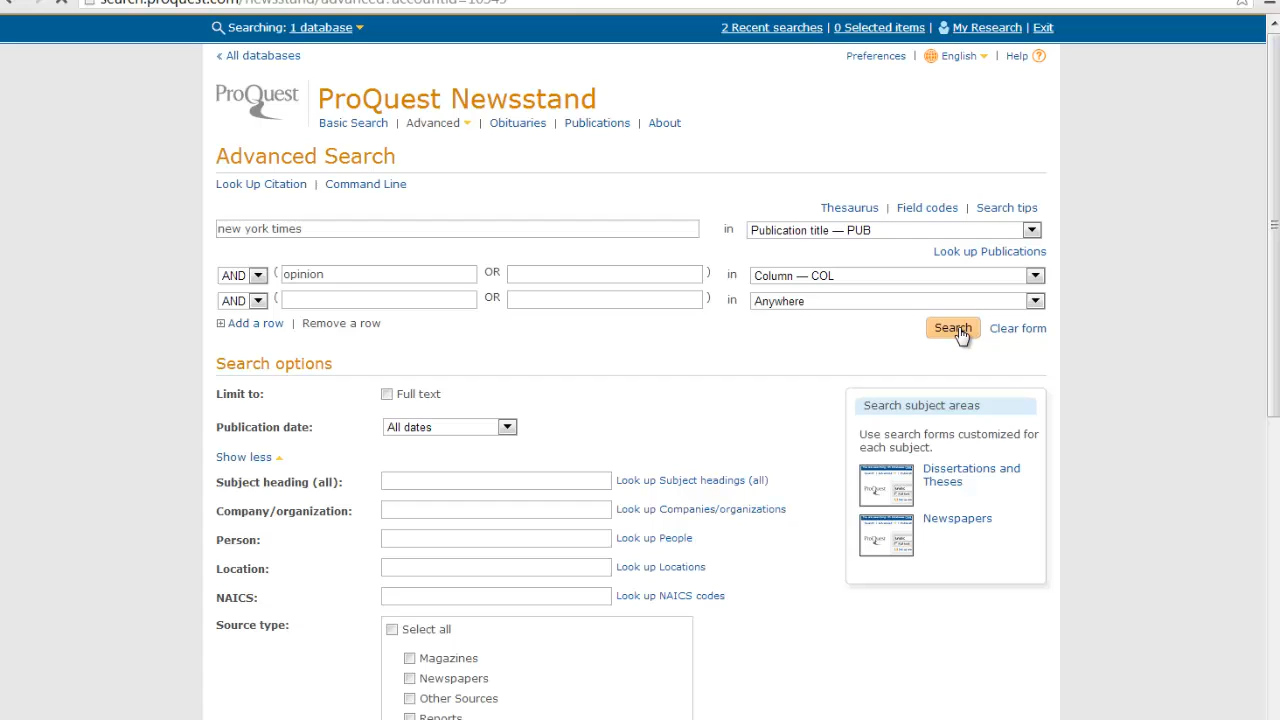 search.proquest.com/newsstand/advanced?accountid=
Searching: 1 database
2 Recent searches | 0 Selected items | My Research | Exit
« All databases
Preferences | English | Help ?
ProQuest
ProQuest Newsstand
Basic Search | Advanced | Obituaries | Publications | About
Advanced Search
Look Up Citation | Command Line
Thesaurus | Field codes | Search tips
new york times in Publication title — PUB
Look up Publications
AND ( opinion OR ) in Column — COL
AND ( OR ) in Anywhere
Add a row | Remove a row
Search Clear form
Search options
Limit to: Full text
Search subject areas
Publication date: All dates
Use search forms customized for
each subject.
Show less
Dissertations and
Theses
Subject heading (all): Look up Subject headings (all)
Company/organization: Look up Companies/organizations
Newspapers
Person: Look up People
Location: Look up Locations
NAICS: Look up NAICS codes
Source type: Select all
Magazines
Newspapers
Other Sources
Reports